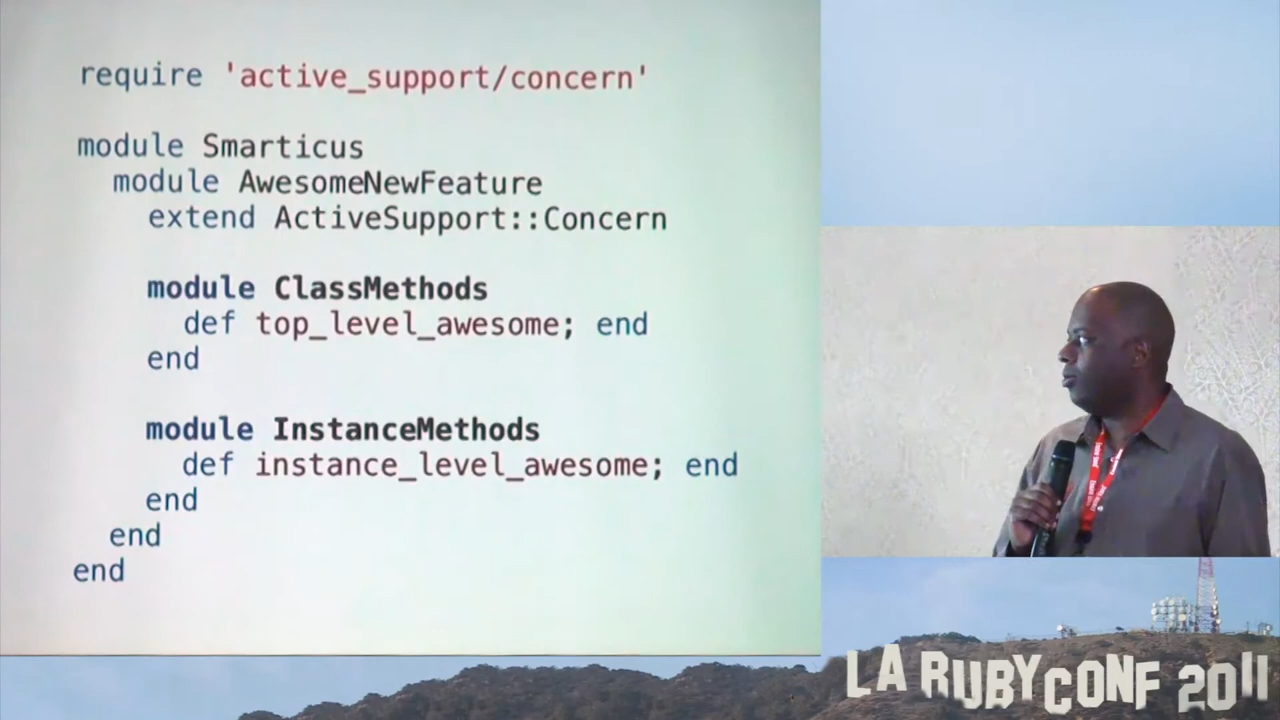 require 'active_support/concern'
module Smarticus
module AwesomeNewFeature
extend ActiveSupport::Concern
module ClassMethods
def top_level_awesome; end
end
module InstanceMethods
def instance_level_awesome; end
end
end
end
LA RUBYCONF 2011